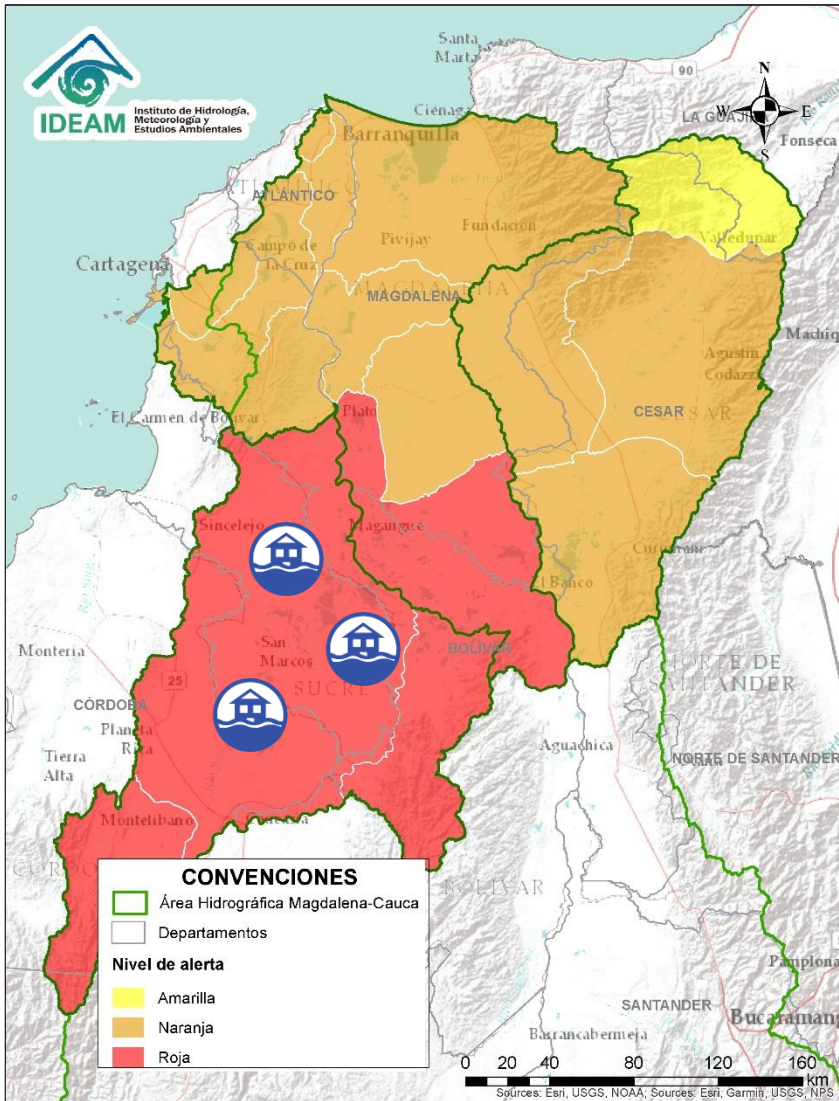 IDEAM
Instituto de Hidrología,
Meteorología y
Estudios Ambientales
Santa
Marta
90
N
W
E
S
Ciénaga
LA GUAJI
Fonseca
Barranquilla
ATLÁNTICO
Valledupar
Fundación
Pivijay
Campo de
la Cruz
Cartagena
MAGDALENA
Machiq
Agustín
Codazzi
CESAR
El Carmen de Bolívar
Plato
Sincelejo
Magangué
El Banco
San
Marcos
BOLÍVAR
Montería
SUCRE
25
CÓRDOBA
Planeta
Rica
Tierra
Alta
Aguachica
NORTE DE
SANTANDER
NORTE DE SANTANDER
Montelibano
BOLÍVAR
CONVENCIONES
Área Hidrográfica Magdalena-Cauca
Departamentos
Nivel de alerta
Amarilla
Naranja
Roja
Pamplona
SANTANDER
Bucaramang
Barrancabermeja
0 20 40 80 120 160
km
Sources: Esri, USGS, NOAA; Sources: Esri, Garmin, USGS, NPS